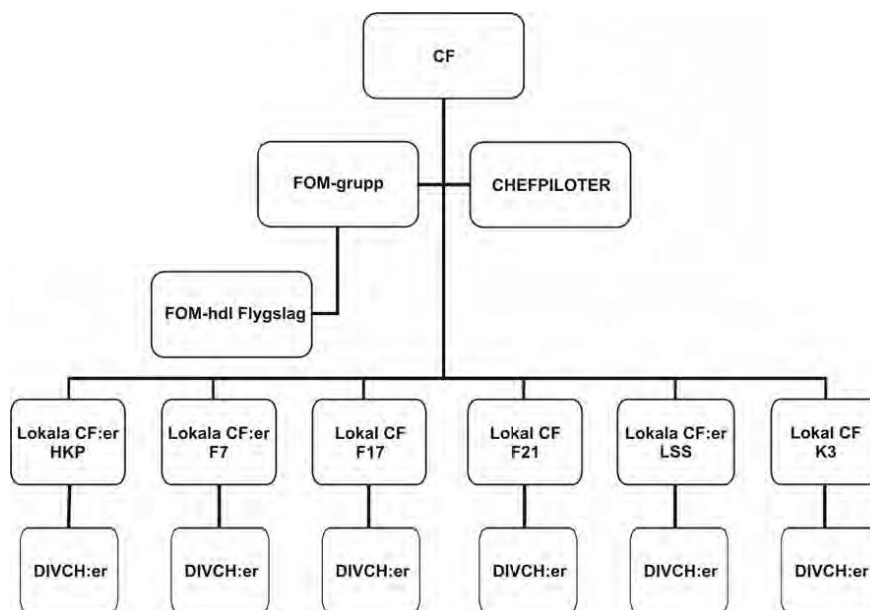 CF
FOM-grupp
CHEFPILOTER
FOM-hdl Flygslag
Lokala CF:er
HKP
Lokala CF:er
F7
Lokal CF
F17
Lokal CF
F21
Lokala CF:er
LSS
Lokal CF
K3
DIVCH:er
DIVCH:er
DIVCH:er
DIVCH:er
DIVCH:er
DIVCH:er